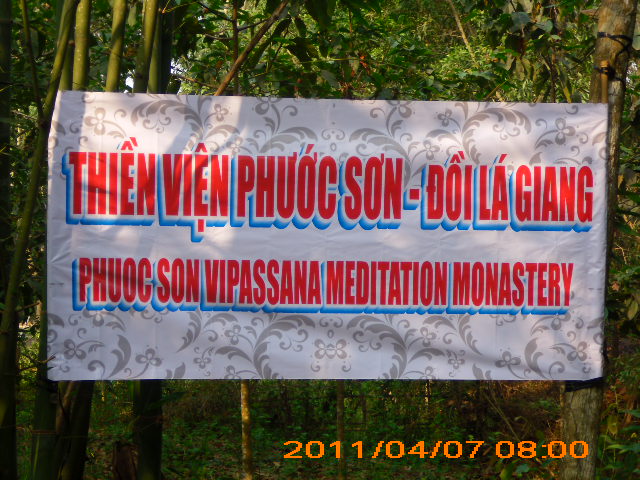 THIỀN VIỆN PHƯỚC SƠN - ĐỒI LÁ GIANG
PHUOC SON VIPASSANA MEDITATION MONASTERY
2011/04/07 08:00